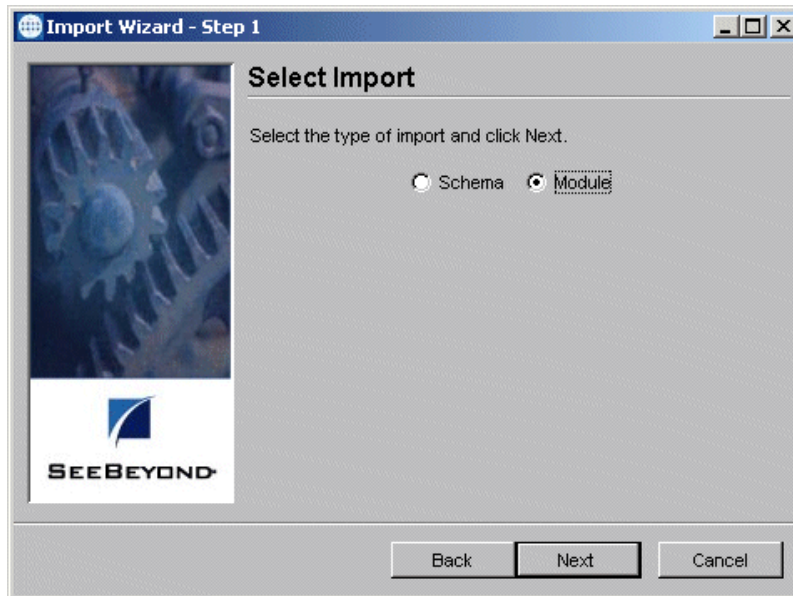 Import Wizard - Step 1
Select Import
Select the type of import and click Next.
Schema Module
SEEBEYOND
Back Next Cancel